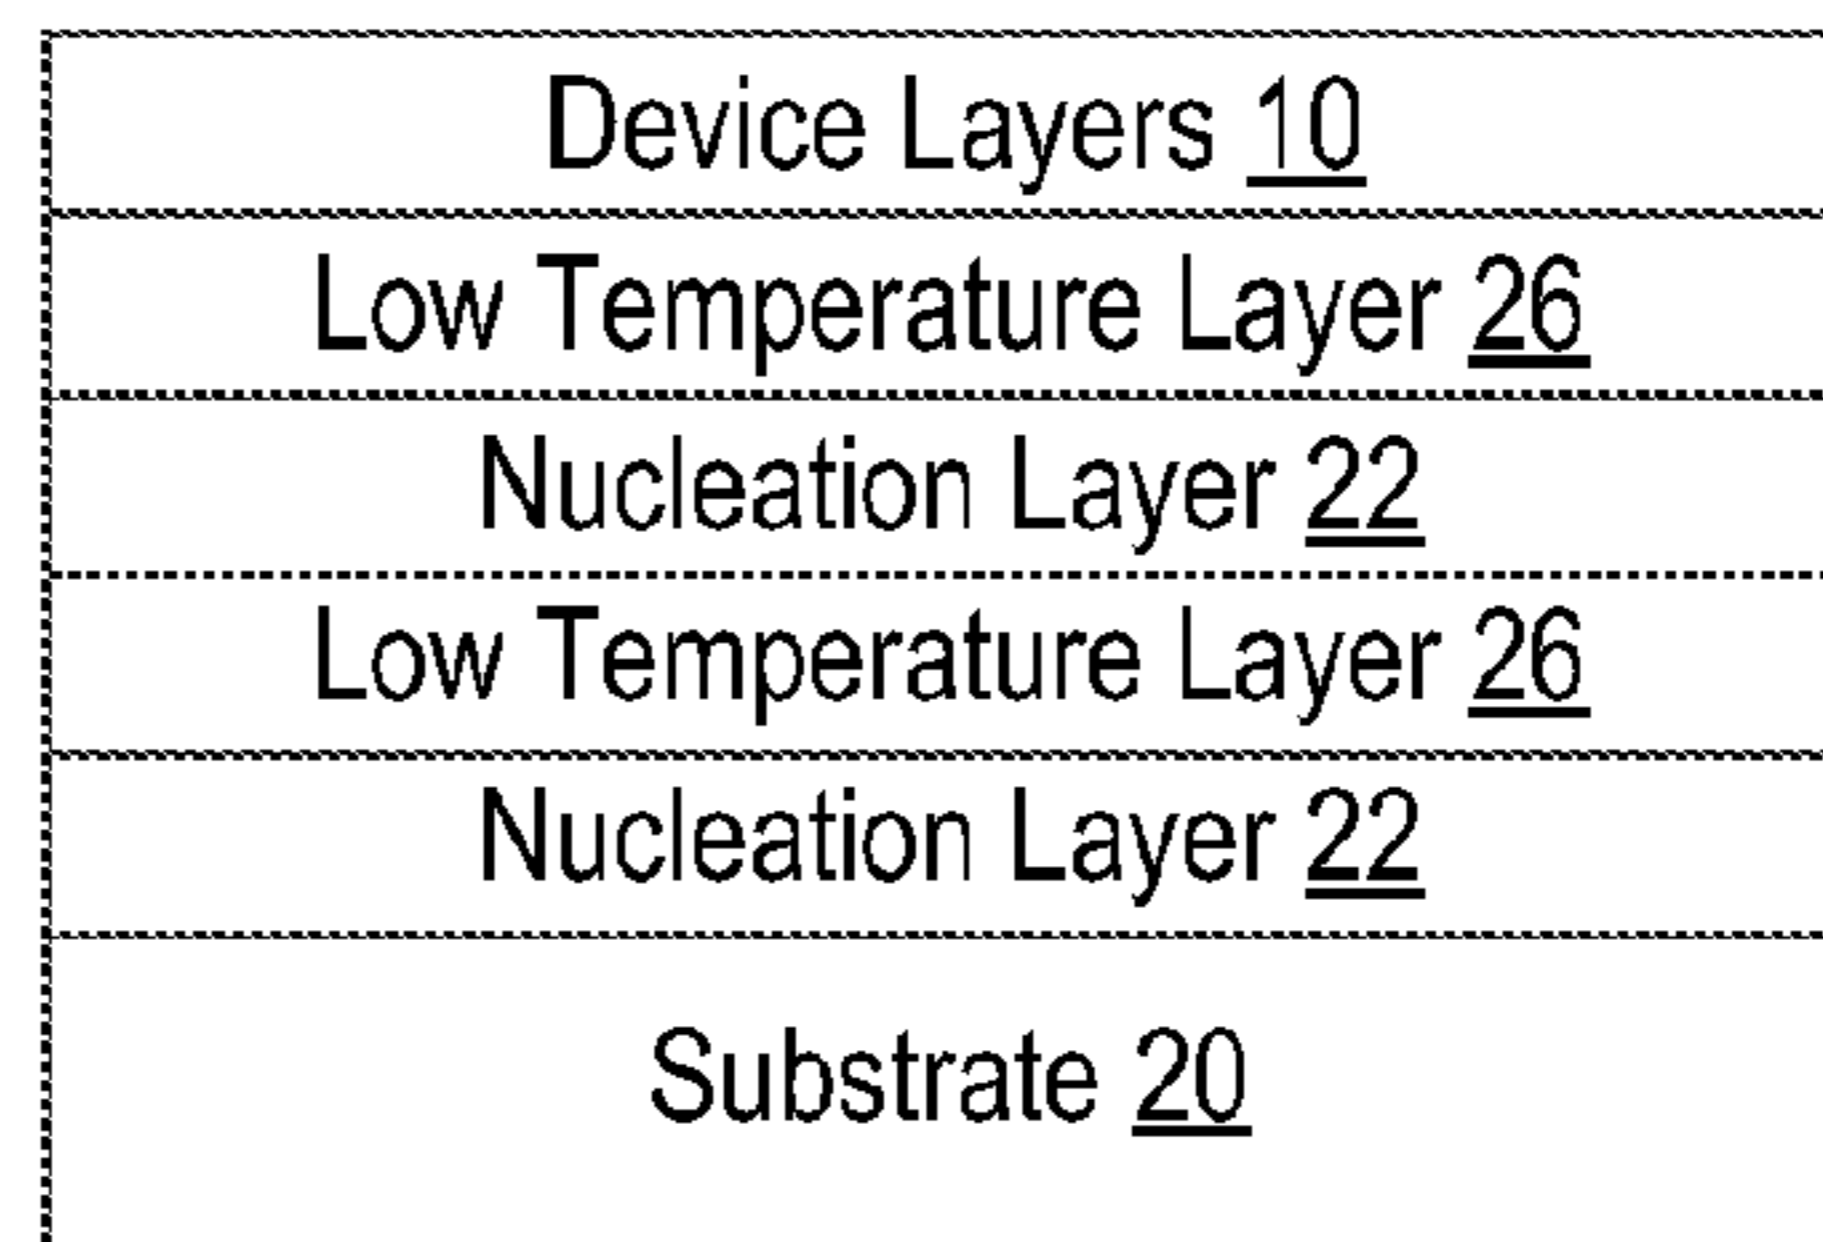 Device Layers 10
Low Temperature Layer 26
Nucleation Layer 22
Low Temperature Layer 26
Nucleation Layer 22
Substrate 20